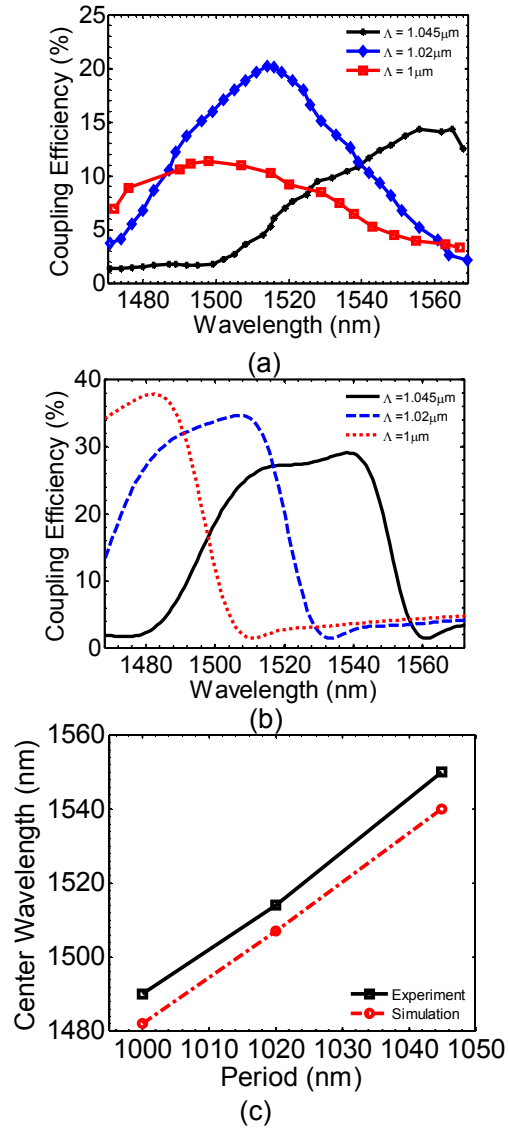 (a)
Coupling Efficiency (%)
25
20
15
10
5
0
Λ = 1.045μm
Λ = 1.02μm
Λ = 1μm
1480 1500 1520 1540 1560
Wavelength (nm)
(a)
Coupling Efficiency (%)
40
30
20
10
0
Λ =1.045μm
Λ =1.02μm
Λ =1μm
1480 1500 1520 1540 1560
Wavelength (nm)
(b)
Center Wavelength (nm)
1560
1540
1520
1500
1480
Experiment
Simulation
1000 1010 1020 1030 1040 1050
Period (nm)
(c)